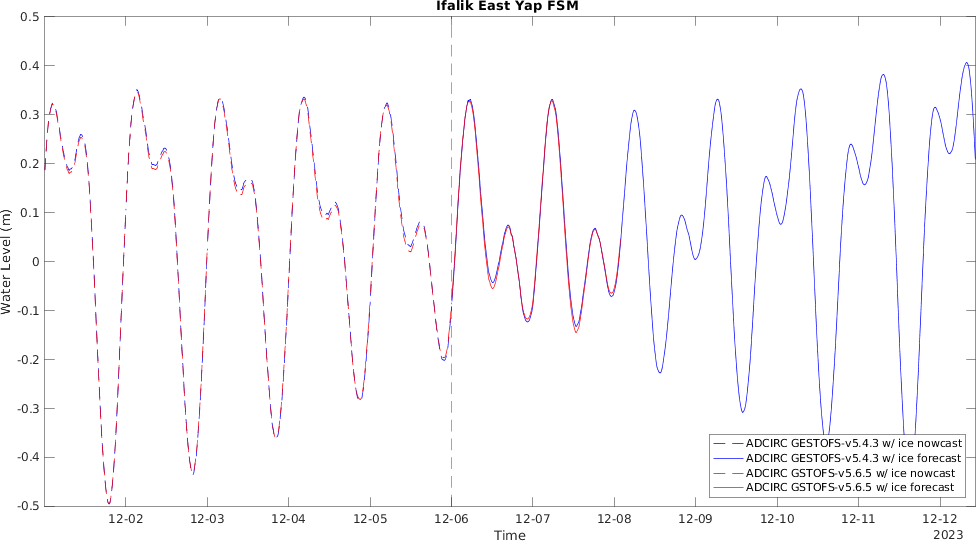 Ifalik East Yap FSM
0.5
0.4
0.3
0.2
0.1
0
-0.1
-0.2
-0.3
-0.4
-0.5
Water Level (m)
ADCIRC GESTOFS-v5.4.3 w/ ice nowcast
ADCIRC GESTOFS-v5.4.3 w/ ice forecast
ADCIRC GSTOFS-v5.6.5 w/ ice nowcast
ADCIRC GSTOFS-v5.6.5 w/ ice forecast
12-02 12-03 12-04 12-05 12-06 12-07 12-08 12-09 12-10 12-11 12-12
Time
2023